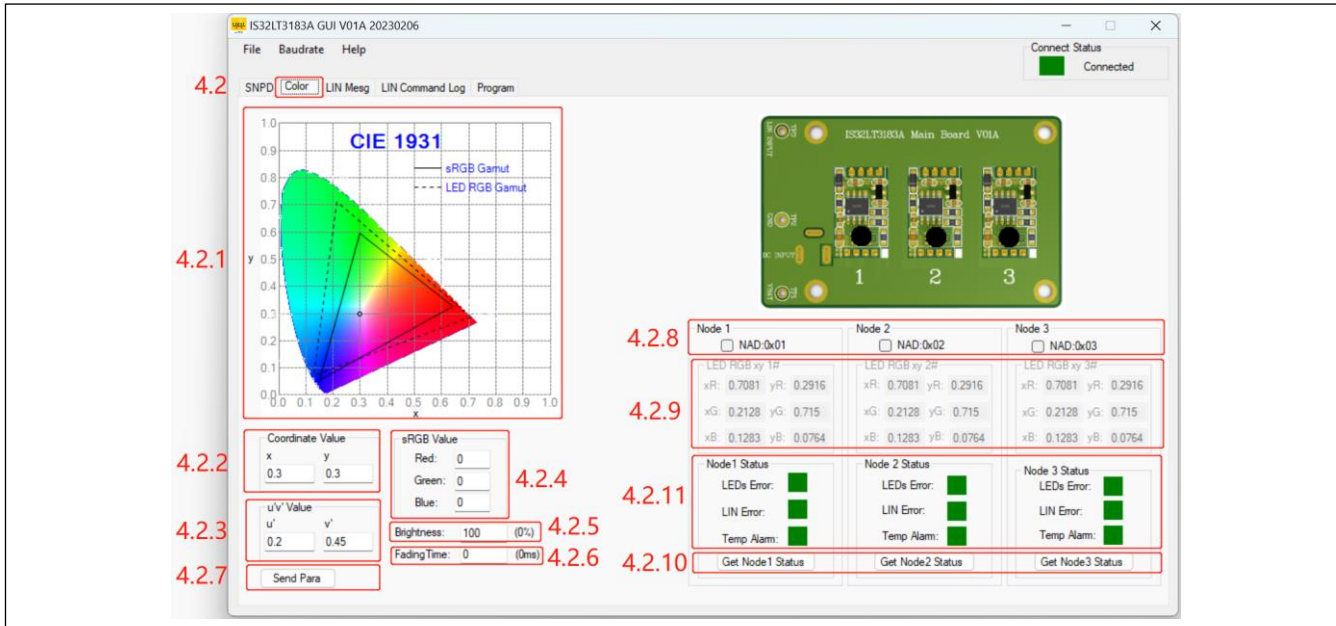 IS32LT3183A GUI V01A 20230206
File Baudrate Help
Connect Status
Connected
4.2
SNPD Color LIN Mesg LIN Command Log Program
4.2.1
CIE 1931
sRGB Gamut
LED RGB Gamut
1.0
0.9
0.8
0.7
0.6
0.5
0.4
0.3
0.2
0.1
0.0
y
0.0 0.1 0.2 0.3 0.4 0.5 0.6 0.7 0.8 0.9 1.0
x
IS32LT3183A Main Board V01A
LIN INPUT
TP3
GND
TP2
DC INPUT
VBAT
TP1
1 2 3
4.2.8
Node 1 Node 2 Node 3
NAD:0x01 NAD:0x02 NAD:0x03
4.2.9
LED RGB xy 1# LED RGB xy 2# LED RGB xy 3#
xR: 0.7081 yR: 0.2916 xR: 0.7081 yR: 0.2916 xR: 0.7081 yR: 0.2916
xG: 0.2128 yG: 0.715 xG: 0.2128 yG: 0.715 xG: 0.2128 yG: 0.715
xB: 0.1283 yB: 0.0764 xB: 0.1283 yB: 0.0764 xB: 0.1283 yB: 0.0764
4.2.2
Coordinate Value
x y
0.3 0.3
4.2.3
u'v' Value
u' v'
0.2 0.45
4.2.7
Send Para
sRGB Value
Red: 0
Green: 0
Blue: 0
4.2.4
Brightness: 100 (0%) 4.2.5
FadingTime: 0 (0ms) 4.2.6
4.2.11
Node1 Status Node 2 Status Node 3 Status
LEDs Error: LEDs Error: LEDs Error:
LIN Error: LIN Error: LIN Error:
Temp Alarm: Temp Alarm: Temp Alarm:
4.2.10
Get Node1 Status Get Node2 Status Get Node3 Status